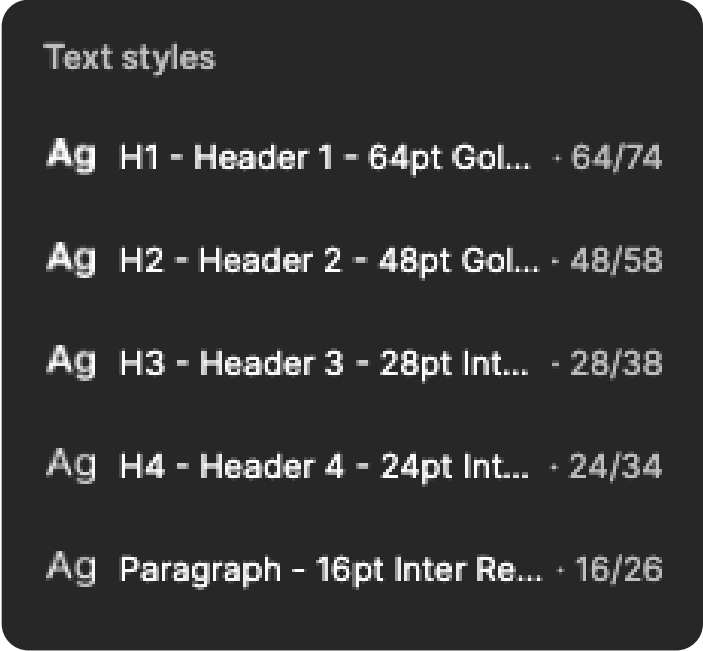 Text styles
Ag H1 - Header 1 - 64pt Gol... · 64/74
Ag H2 - Header 2 - 48pt Gol... · 48/58
Ag H3 - Header 3 - 28pt Int... · 28/38
Ag H4 - Header 4 - 24pt Int... · 24/34
Ag Paragraph - 16pt Inter Re... · 16/26